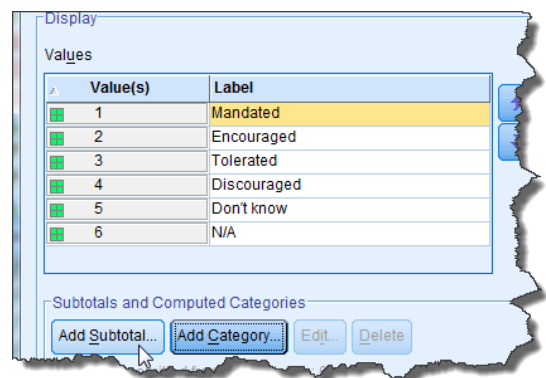 Display
Values
Value(s) Label
1 Mandated
2 Encouraged
3 Tolerated
4 Discouraged
5 Don't know
6 N/A
Subtotals and Computed Categories
Add Subtotal... Add Category... Edit... Delete